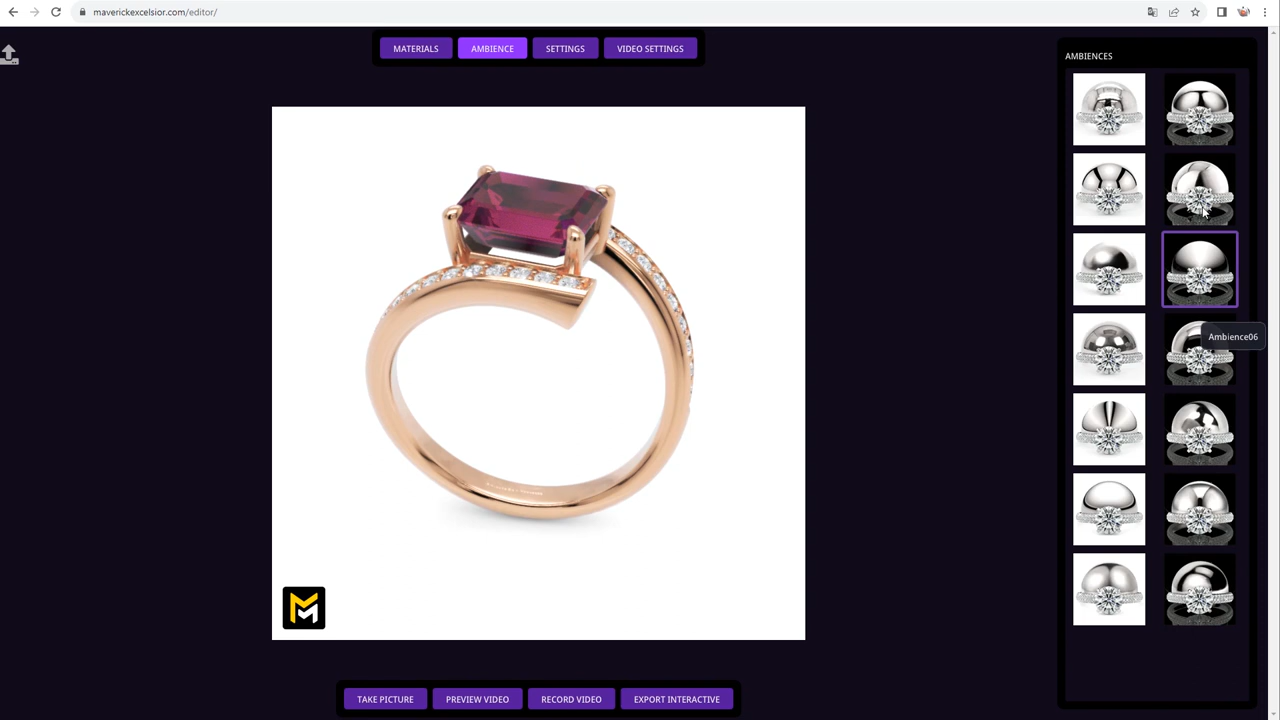 maverickexcelsior.com/editor/
MATERIALS AMBIENCE SETTINGS VIDEO SETTINGS
AMBIENCES
Ambience06
TAKE PICTURE PREVIEW VIDEO RECORD VIDEO EXPORT INTERACTIVE